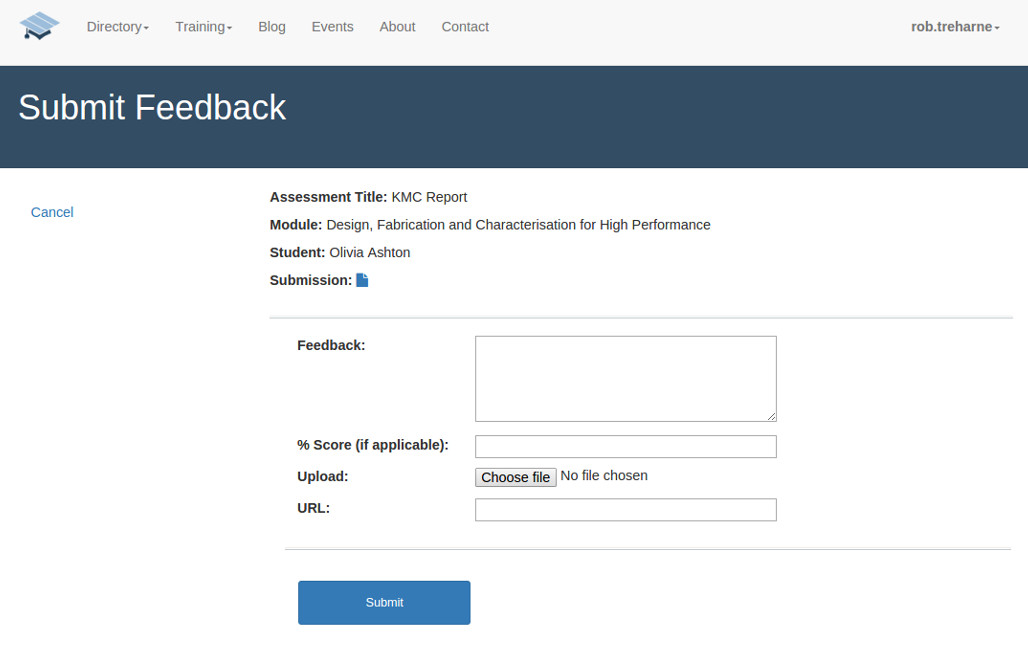 Directory Training Blog Events About Contact rob.treharne
Submit Feedback
Cancel
Assessment Title: KMC Report
Module: Design, Fabrication and Characterisation for High Performance
Student: Olivia Ashton
Submission:
Feedback:
% Score (if applicable):
Upload: Choose file No file chosen
URL:
Submit